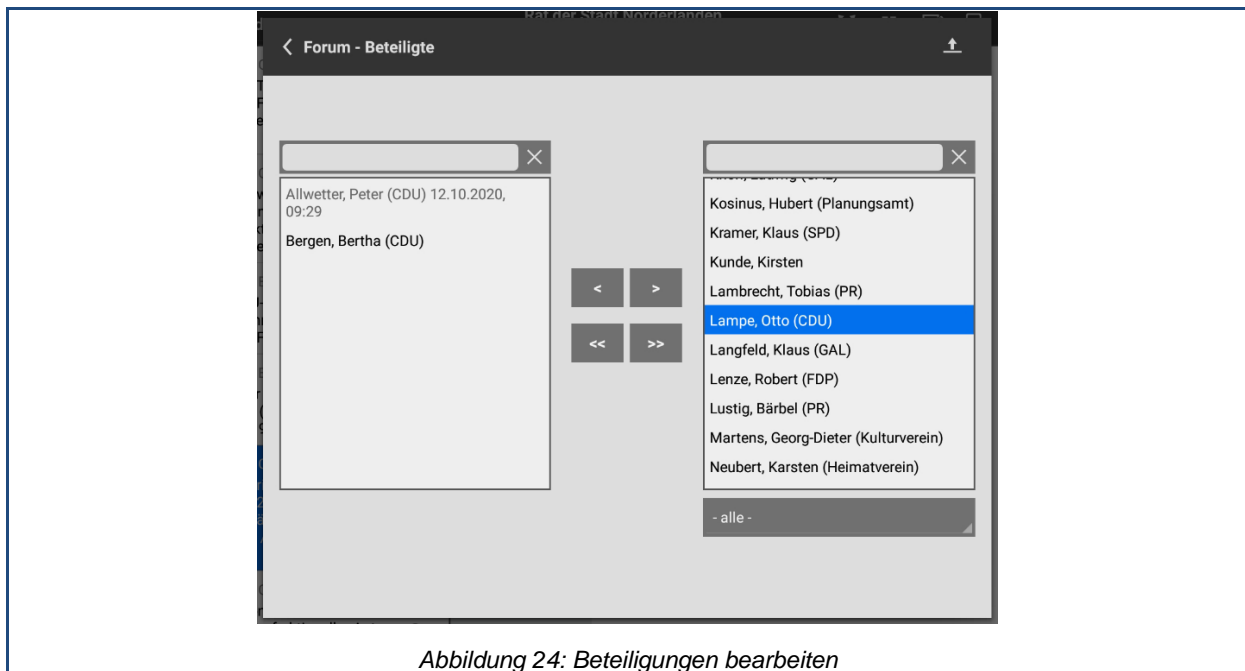 Rat der Stadt Norderlanden
Forum - Beteiligte
Allwetter, Peter (CDU) 12.10.2020,
09:29
Bergen, Bertha (CDU)
<
>
<<
>>
Kosinus, Hubert (Planungsamt)
Kramer, Klaus (SPD)
Kunde, Kirsten
Lambrecht, Tobias (PR)
Lampe, Otto (CDU)
Langfeld, Klaus (GAL)
Lenze, Robert (FDP)
Lustig, Bärbel (PR)
Martens, Georg-Dieter (Kulturverein)
Neubert, Karsten (Heimatverein)
- alle -
Abbildung 24: Beteiligungen bearbeiten